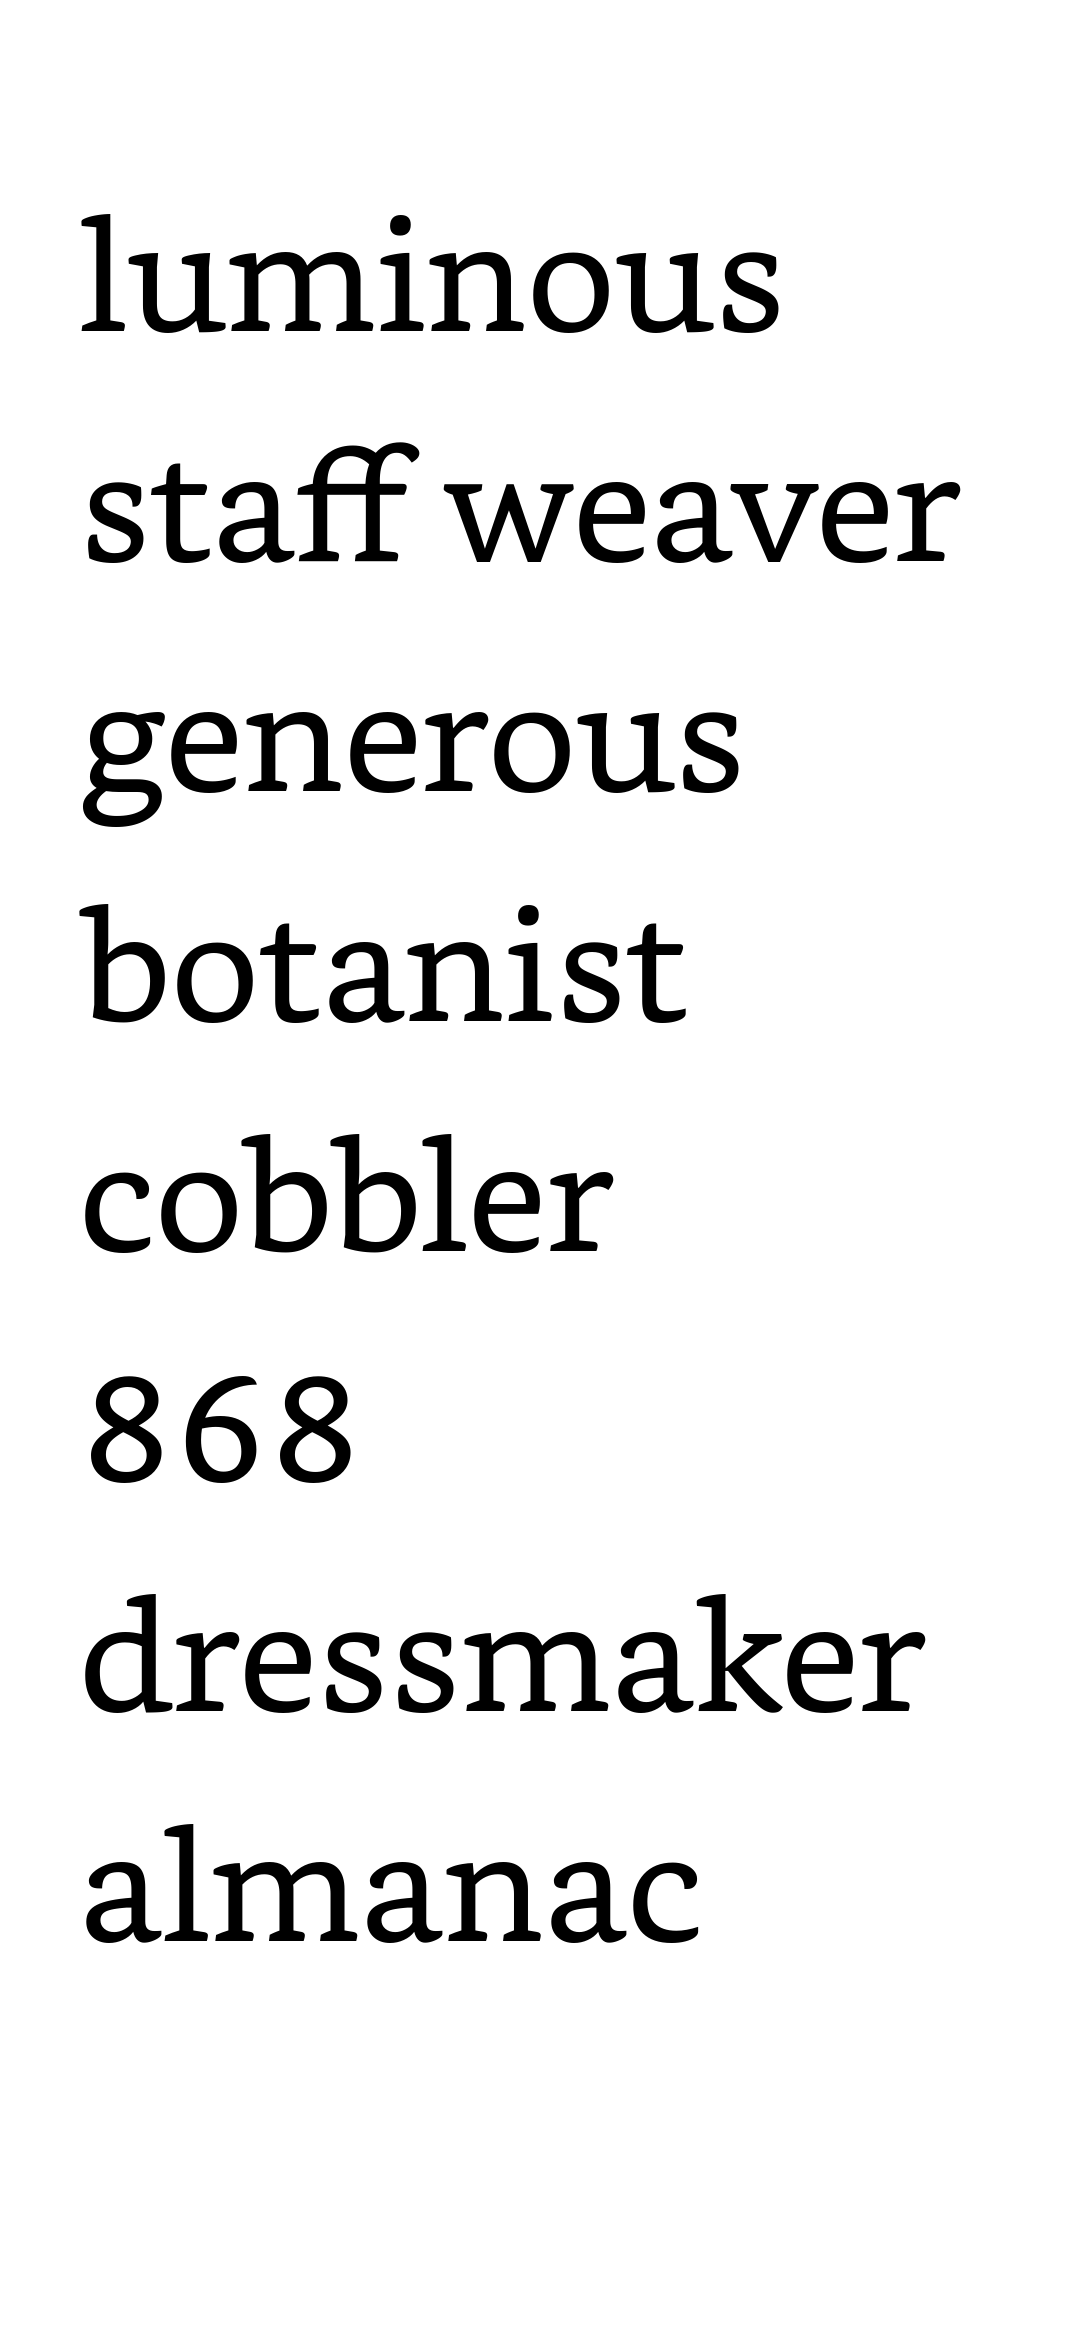 luminous
staff weaver
generous
botanist
cobbler
868
dressmaker
almanac